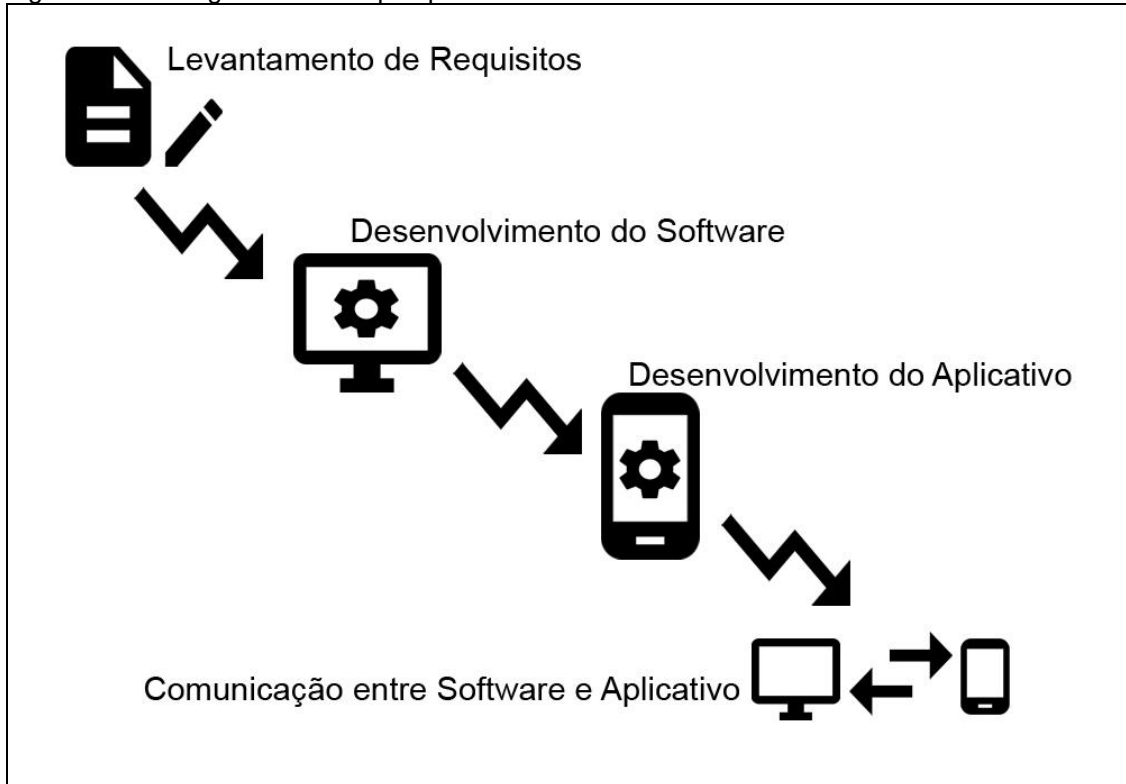 Levantamento de Requisitos
Desenvolvimento do Software
Desenvolvimento do Aplicativo
Comunicação entre Software e Aplicativo